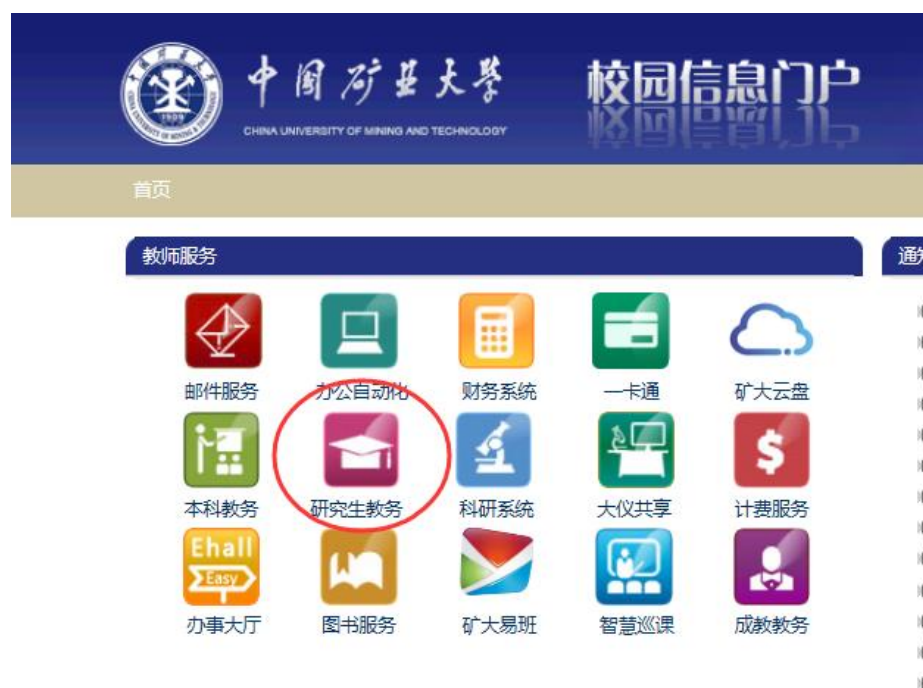 中国矿业大学
CHINA UNIVERSITY OF MINING AND TECHNOLOGY
校园信息门户
首页
教师服务
通知
邮件服务 办公自动化 财务系统 一卡通 矿大云盘
本科教务 研究生教务 科研系统 大仪共享 计费服务
Ehall
Easy
办事大厅 图书服务 矿大易班 智慧巡课 成教教务
1909